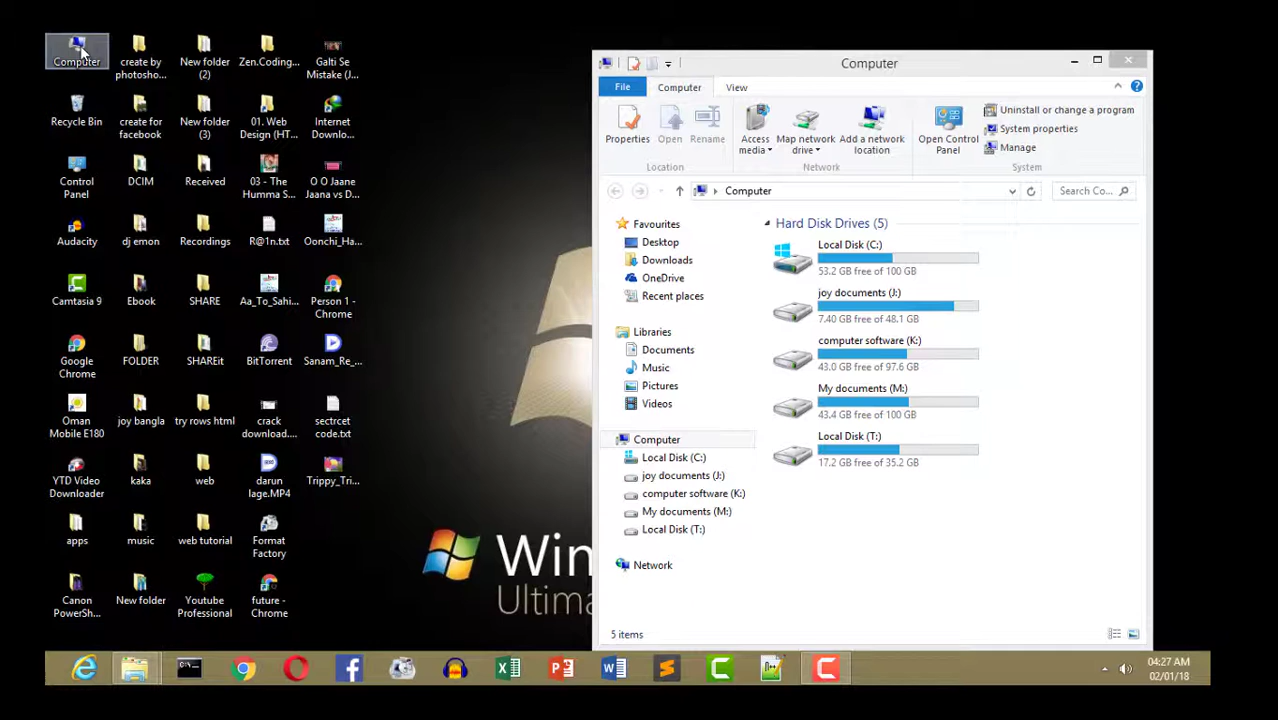 Computer
create by
photosho...
New folder
(2)
Zen.Coding...
Galti Se
Mistake (J...
Recycle Bin
create for
facebook
New folder
(3)
01. Web
Design (HT...
Internet
Downlo...
Control
Panel
DCIM
Received
03 - The
Humma S...
O O Jaane
Jaana vs D...
Audacity
dj emon
Recordings
R@1n.txt
Oonchi_Ha...
Camtasia 9
Ebook
SHARE
Aa_To_Sahi...
Person 1 -
Chrome
Google
Chrome
FOLDER
SHAREit
BitTorrent
Sanam_Re_...
Oman
Mobile E180
joy bangla
try rows html
crack
download....
sectrcet
code.txt
YTD Video
Downloader
kaka
web
darun
lage.MP4
Trippy_Tri...
apps
music
web tutorial
Format
Factory
Canon
PowerSh...
New folder
Youtube
Professional
future -
Chrome
Win
Ultima
Computer
File
Computer
View
Properties
Open
Rename
Location
Access
media
Map network
drive
Add a network
location
Network
Open Control
Panel
Uninstall or change a program
System properties
Manage
System
Computer
Search Co...
Favourites
Desktop
Downloads
OneDrive
Recent places
Libraries
Documents
Music
Pictures
Videos
Computer
Local Disk (C:)
joy documents (J:)
computer software (K:)
My documents (M:)
Local Disk (T:)
Network
Hard Disk Drives (5)
Local Disk (C:)
53.2 GB free of 100 GB
joy documents (J:)
7.40 GB free of 48.1 GB
computer software (K:)
43.0 GB free of 97.6 GB
My documents (M:)
43.4 GB free of 100 GB
Local Disk (T:)
17.2 GB free of 35.2 GB
5 items
04:27 AM
02/01/18